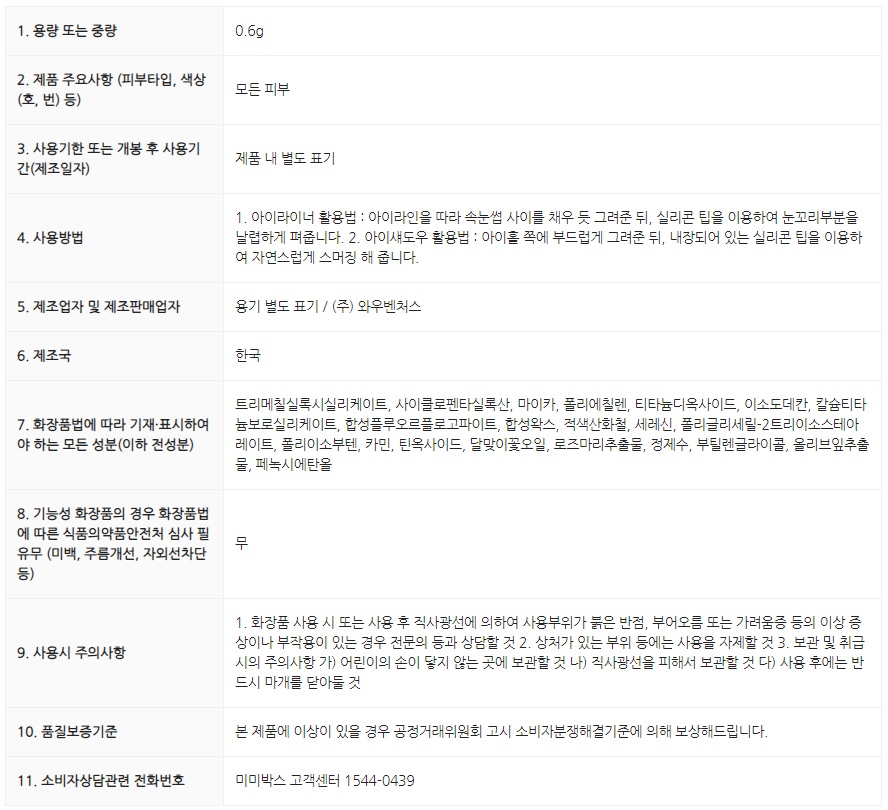 1. 용량 또는 중량
0.6g
2. 제품 주요사항 (피부타입, 색상
(호, 번) 등)
모든 피부
3. 사용기한 또는 개봉 후 사용기
간(제조일자)
제품 내 별도 표기
4. 사용방법
1. 아이라이너 활용법 : 아이라인을 따라 속눈썹 사이를 채우 듯 그려준 뒤, 실리콘 팁을 이용하여 눈꼬리부분을
날렵하게 펴줍니다. 2. 아이섀도우 활용법 : 아이홀 쪽에 부드럽게 그려준 뒤, 내장되어 있는 실리콘 팁을 이용하
여 자연스럽게 스머징 해 줍니다.
5. 제조업자 및 제조판매업자
용기 별도 표기 / (주) 와우벤처스
6. 제조국
한국
7. 화장품법에 따라 기재·표시하여
야 하는 모든 성분(이하 전성분)
트리메칠실록시실리케이트, 사이클로펜타실록산, 마이카, 폴리에칠렌, 티타늄디옥사이드, 이소도데칸, 칼슘티타
늄보로실리케이트, 합성플루오르플로고파이트, 합성왁스, 적색산화철, 세레신, 폴리글리세릴-2트리이소스테아
레이트, 폴리이소부텐, 카민, 틴옥사이드, 달맞이꽃오일, 로즈마리추출물, 정제수, 부틸렌글라이콜, 올리브잎추출
물, 페녹시에탄올
8. 기능성 화장품의 경우 화장품법
에 따른 식품의약품안전처 심사 필
유무 (미백, 주름개선, 자외선차단
등)
무
9. 사용시 주의사항
1. 화장품 사용 시 또는 사용 후 직사광선에 의하여 사용부위가 붉은 반점, 부어오름 또는 가려움증 등의 이상 증
상이나 부작용이 있는 경우 전문의 등과 상담할 것 2. 상처가 있는 부위 등에는 사용을 자제할 것 3. 보관 및 취급
시의 주의사항 가) 어린이의 손이 닿지 않는 곳에 보관할 것 나) 직사광선을 피해서 보관할 것 다) 사용 후에는 반
드시 마개를 닫아둘 것
10. 품질보증기준
본 제품에 이상이 있을 경우 공정거래위원회 고시 소비자분쟁해결기준에 의해 보상해드립니다.
11. 소비자상담관련 전화번호
미미박스 고객센터 1544-0439